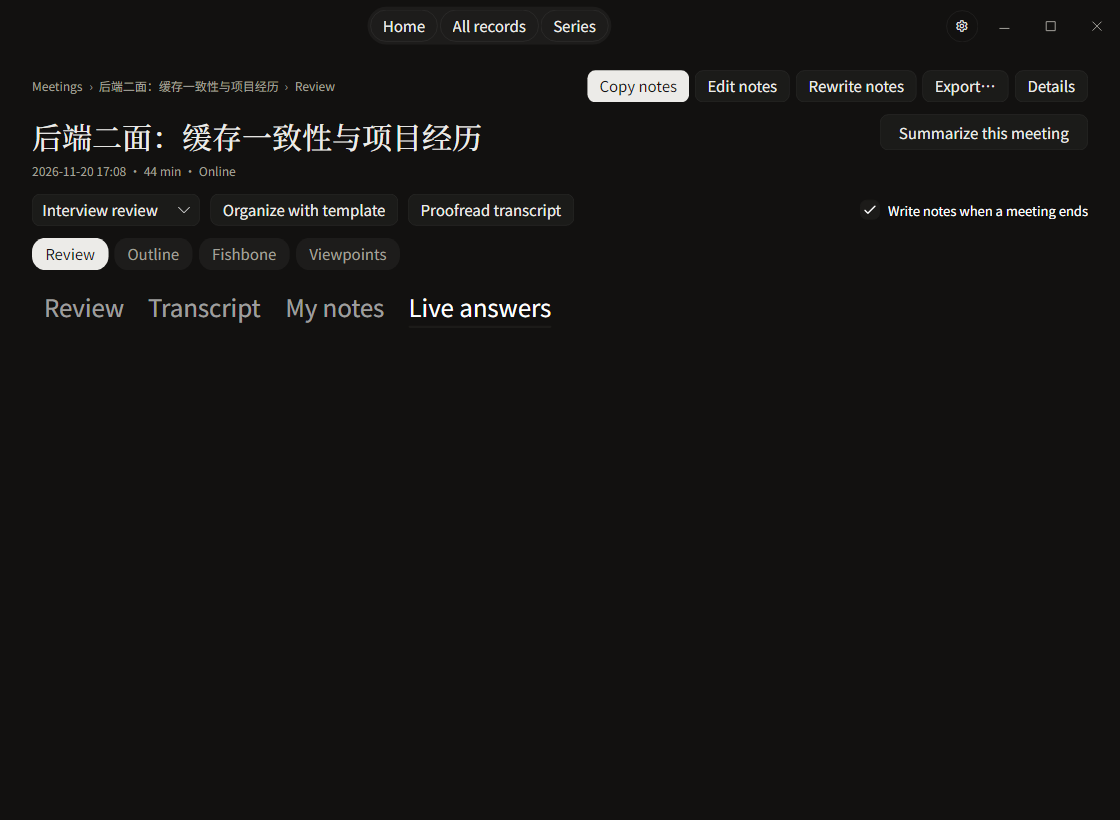 Home All records Series
Meetings › 后端二面：缓存一致性与项目经历 › Review
Copy notes Edit notes Rewrite notes Export··· Details
后端二面：缓存一致性与项目经历
Summarize this meeting
2026-11-20 17:08 • 44 min • Online
Interview review Organize with template Proofread transcript
Write notes when a meeting ends
Review Outline Fishbone Viewpoints
Review Transcript My notes Live answers